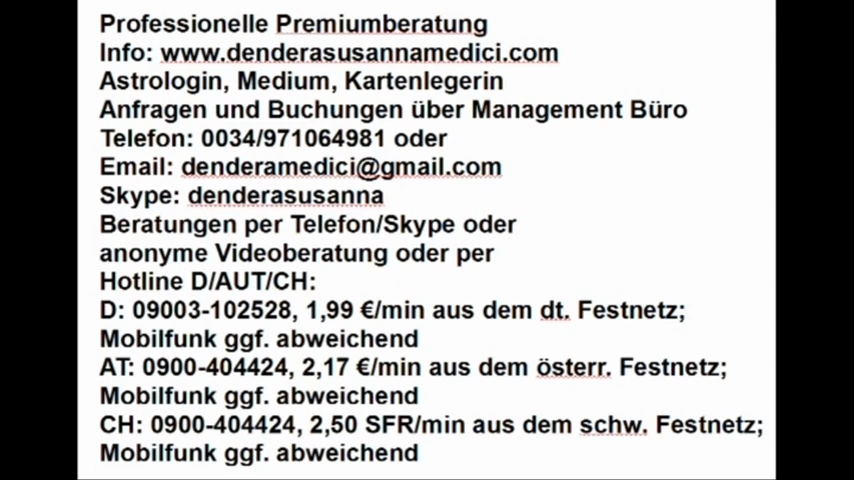 Professionelle Premiumberatung
Info: www.denderasusannamedici.com
Astrologin, Medium, Kartenlegerin
Anfragen und Buchungen über Management Büro
Telefon: 0034/971064981 oder
Email: denderamedici@gmail.com
Skype: denderasusanna
Beratungen per Telefon/Skype oder
anonyme Videoberatung oder per
Hotline D/AUT/CH:
D: 09003-102528, 1,99 €/min aus dem dt. Festnetz;
Mobilfunk ggf. abweichend
AT: 0900-404424, 2,17 €/min aus dem österr. Festnetz;
Mobilfunk ggf. abweichend
CH: 0900-404424, 2,50 SFR/min aus dem schw. Festnetz;
Mobilfunk ggf. abweichend